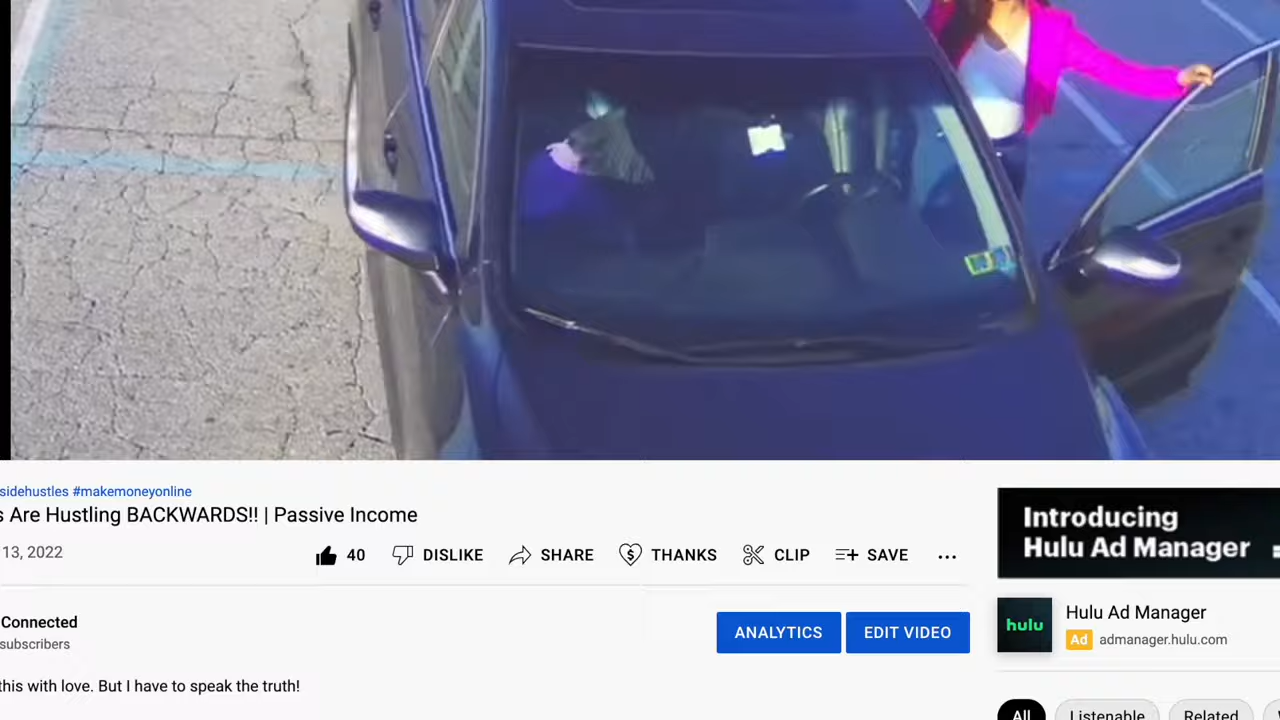 sidehustles #makemoneyonline
s Are Hustling BACKWARDS!! | Passive Income
13, 2022
40 DISLIKE SHARE THANKS CLIP SAVE ...
Connected
subscribers
ANALYTICS EDIT VIDEO
this with love. But I have to speak the truth!
Introducing
Hulu Ad Manager
hulu
Hulu Ad Manager
Ad admanager.hulu.com
All Listenable Related